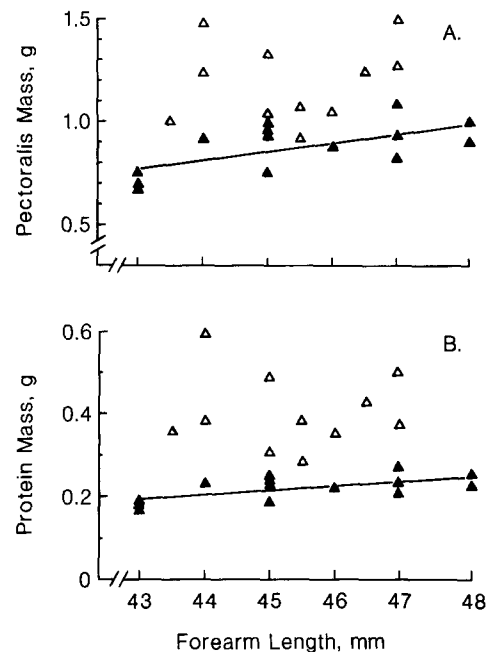 A.
Pectoralis Mass, g
1.5
1.0
0.5
B.
Protein Mass, g
0.6
0.4
0.2
0
43 44 45 46 47 48
Forearm Length, mm